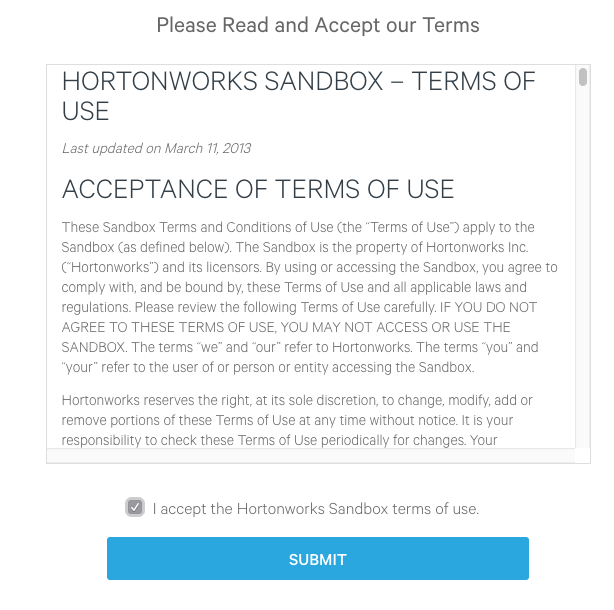 Please Read and Accept our Terms
HORTONWORKS SANDBOX – TERMS OF
USE
Last updated on March 11, 2013
ACCEPTANCE OF TERMS OF USE
These Sandbox Terms and Conditions of Use (the “Terms of Use”) apply to the
Sandbox (as defined below). The Sandbox is the property of Hortonworks Inc.
(“Hortonworks”) and its licensors. By using or accessing the Sandbox, you agree to
comply with, and be bound by, these Terms of Use and all applicable laws and
regulations. Please review the following Terms of Use carefully. IF YOU DO NOT
AGREE TO THESE TERMS OF USE, YOU MAY NOT ACCESS OR USE THE
SANDBOX. The terms “we” and “our” refer to Hortonworks. The terms “you” and
“your” refer to the user of or person or entity accessing the Sandbox.
Hortonworks reserves the right, at its sole discretion, to change, modify, add or
remove portions of these Terms of Use at any time without notice. It is your
responsibility to check these Terms of Use periodically for changes. Your
I accept the Hortonworks Sandbox terms of use.
SUBMIT